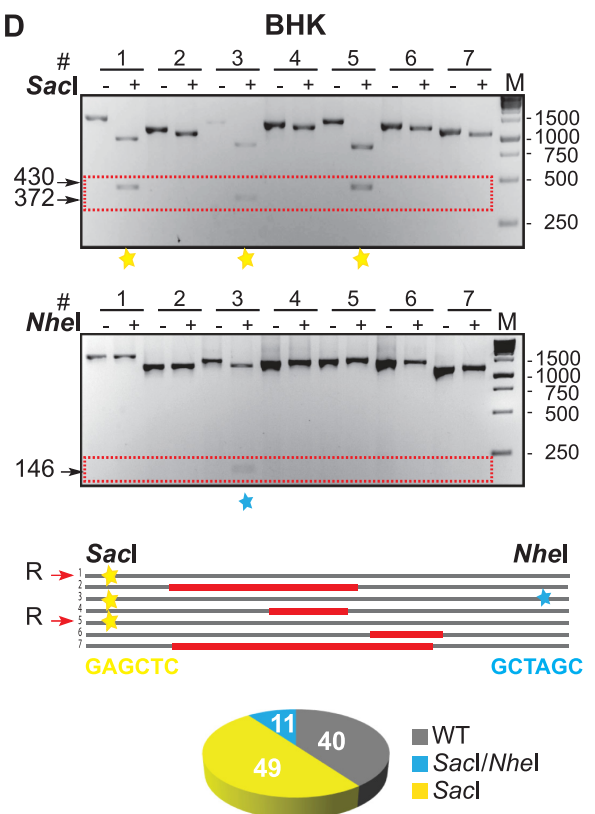 D BHK
# 1 2 3 4 5 6 7
SacI - + - + - + - + - + - + - + M
- 1500
- 1000
- 750
430
- 500
372
- 250
# 1 2 3 4 5 6 7
NheI - + - + - + - + - + - + - + M
- 1500
- 1000
- 750
- 500
- 250
146
SacI NheI
R 1
2
3
4
R 5
6
7
GAGCTC GCTAGC
11
40
49
WT
SacI/NheI
SacI